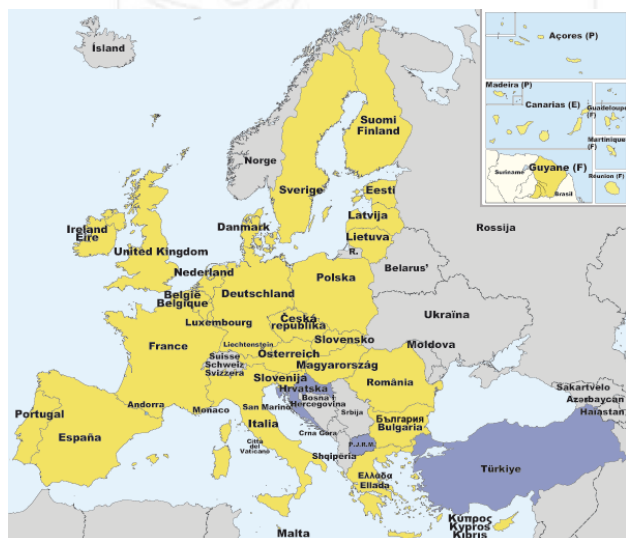 Ísland
Açores (P)
Madeira (P)
Canarias (E)
Guadeloupe
(F)
Martinique
(F)
Guyane (F)
Suriname
Brasil
Réunion (F)
Suomi
Finland
Norge
Sverige
Eesti
Latvija
Lietuva
R.
Rossija
Danmark
Ireland
Eire
United Kingdom
Nederland
België
Belgique
Deutschland
Polska
Belarus'
Luxembourg
Česká
republika
Ukraïna
Slovensko
Moldova
France
Liechtenstein
Österreich
Suisse
Schweiz
Svizzera
Magyarország
România
Slovenija
Hrvatska
Bosna i
Hercegovina
Srbija
Sakartvelo
Azərbaycan
Haïastan
Andorra
Monaco
San Marino
Italia
Città
del
Vaticano
Crna Gora
България
Bulgaria
Portugal
España
F.J.R.M.
Shqipëria
Türkiye
Ελλάδα
Ellada
Κύπρος
Kypros
Kıbrıs
Malta